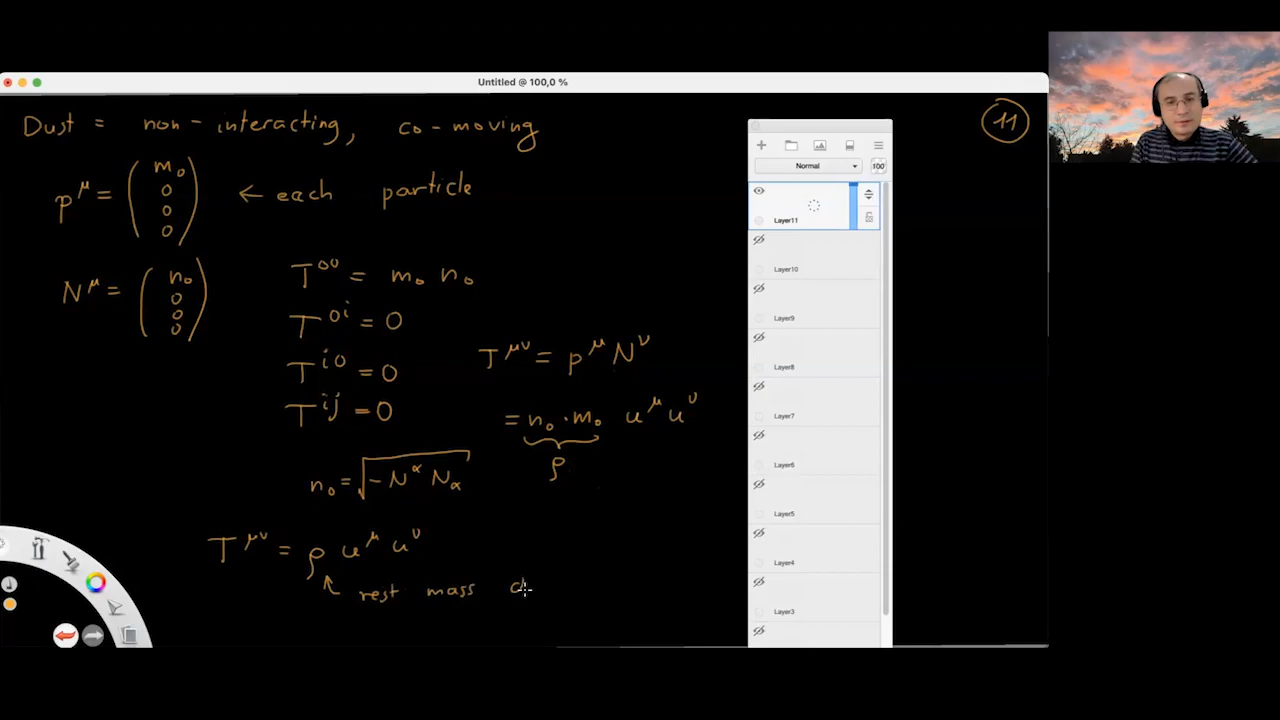 Untitled @ 100,0 %
Dust = non-interacting, co-moving
11
p^μ = (m₀ 0 0 0) ← each particle
N^μ = (n₀ 0 0 0)
T^00 = m₀ n₀
T^0i = 0
T^i0 = 0
T^ij = 0
T^μν = p^μ N^ν
= n₀ · m₀ u^μ u^ν
ρ
n₀ = √(-N^α N_α)
T^μν = ρ u^μ u^ν
↑ rest mass d
Normal
100
Layer11
Layer10
Layer9
Layer8
Layer7
Layer6
Layer5
Layer4
Layer3